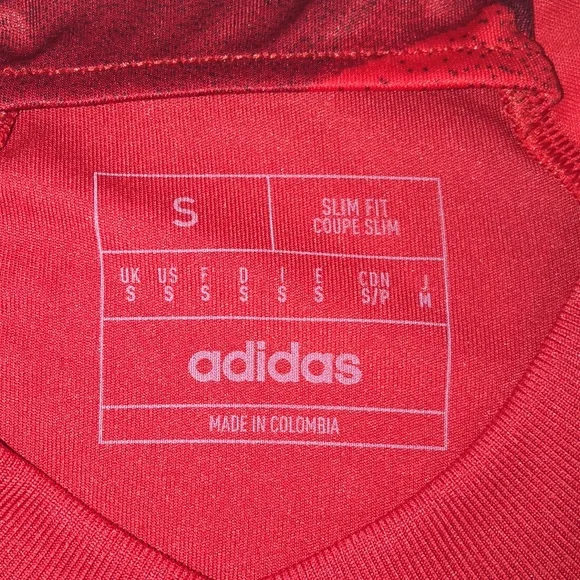 S
SLIM FIT
COUPE SLIM
UK US F D I E CDN J
S S S S S S S/P M
adidas
MADE IN COLOMBIA